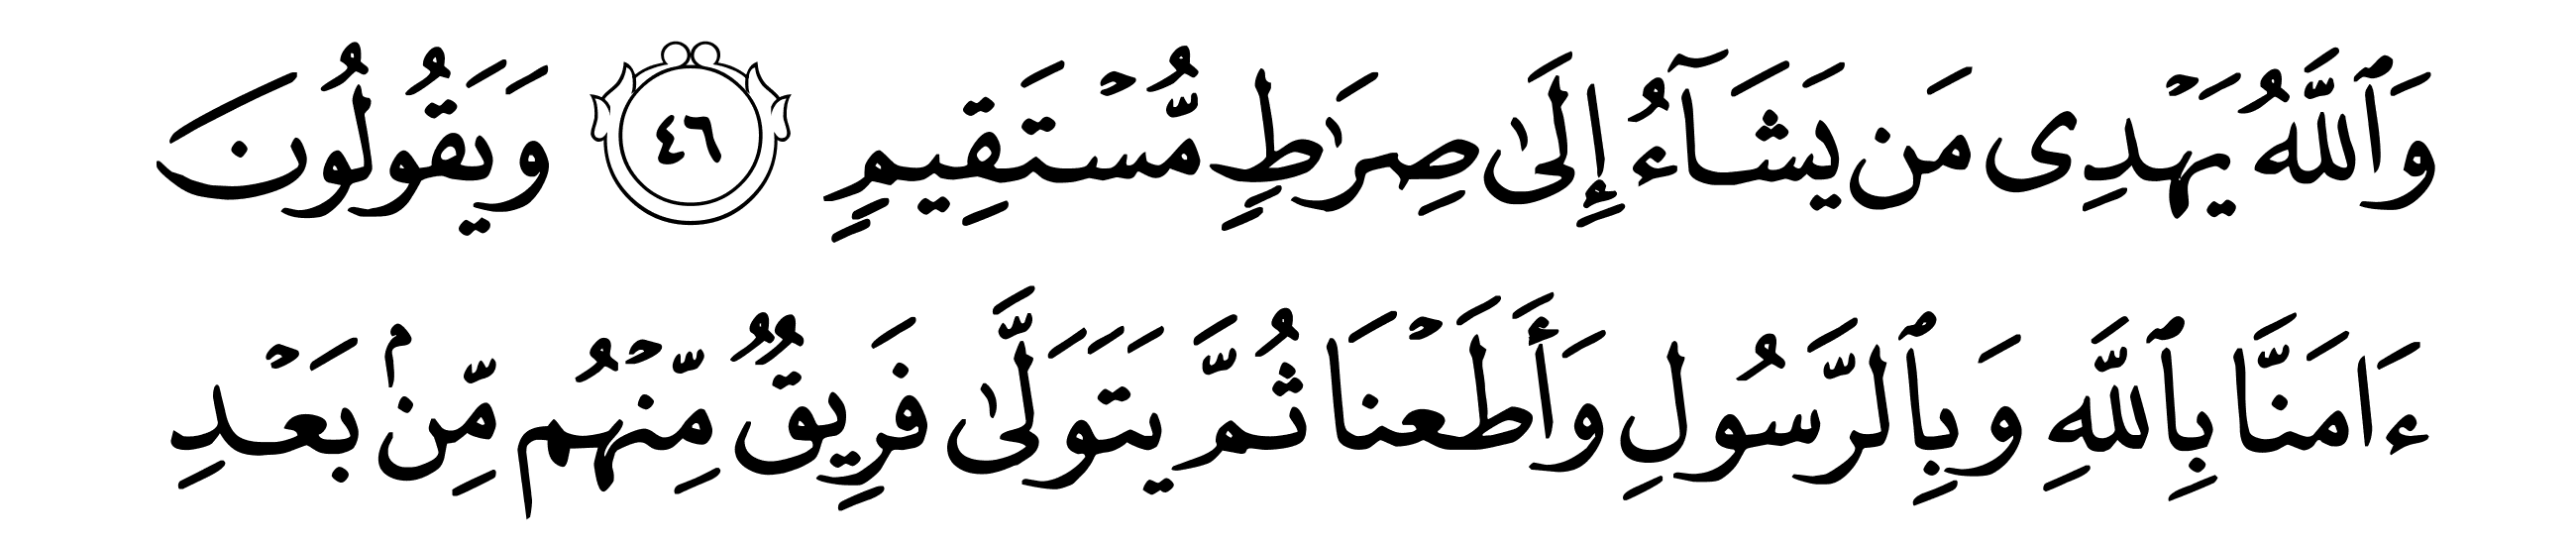 وَٱللَّهُ يَهۡدِى مَن يَشَآءُ إِلَىٰ صِرَٰطٍ مُّسۡتَقِيمٍ ٤٦ وَيَقُولُونَ
ءَامَنَّا بِٱللَّهِ وَبِٱلرَّسُولِ وَأَطَعۡنَا ثُمَّ يَتَوَلَّىٰ فَرِيقٌ مِّنۡهُم مِّنۢ بَعۡدِ